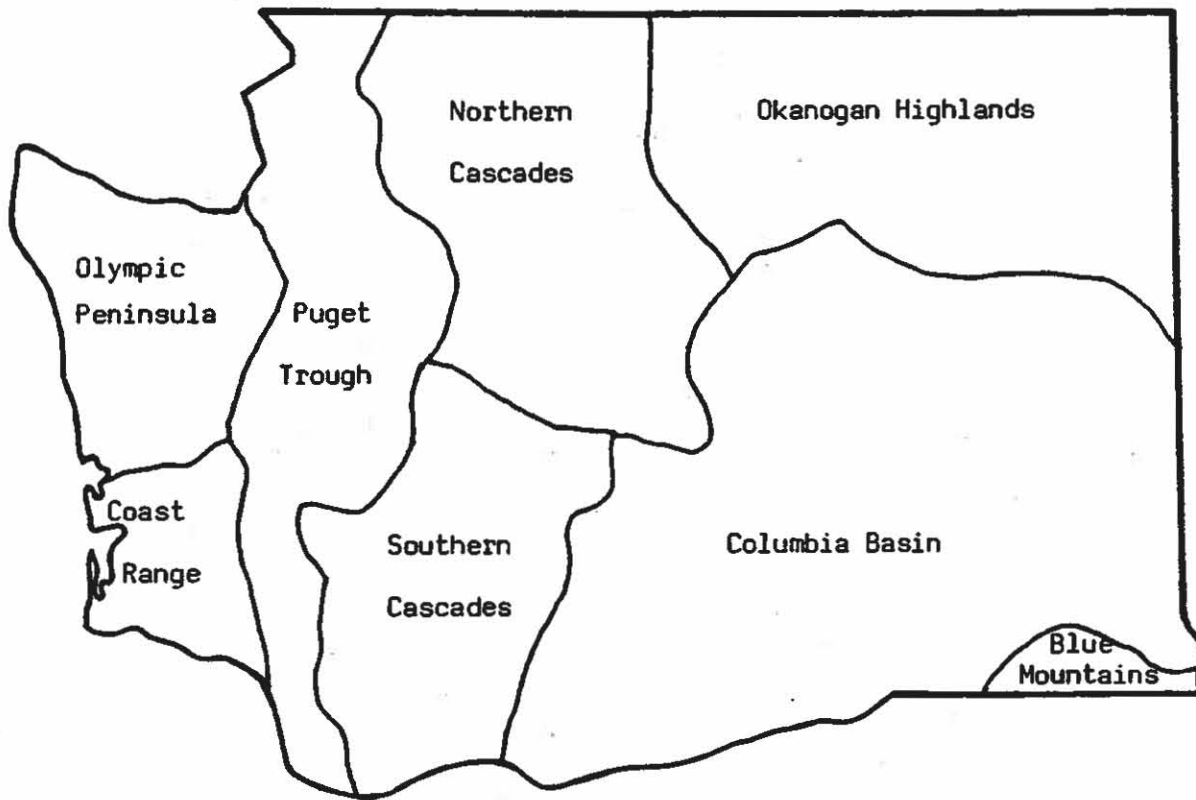 Northern
Cascades
Okanogan Highlands
Olympic
Peninsula
Puget
Trough
Coast
Range
Southern
Cascades
Columbia Basin
Blue
Mountains